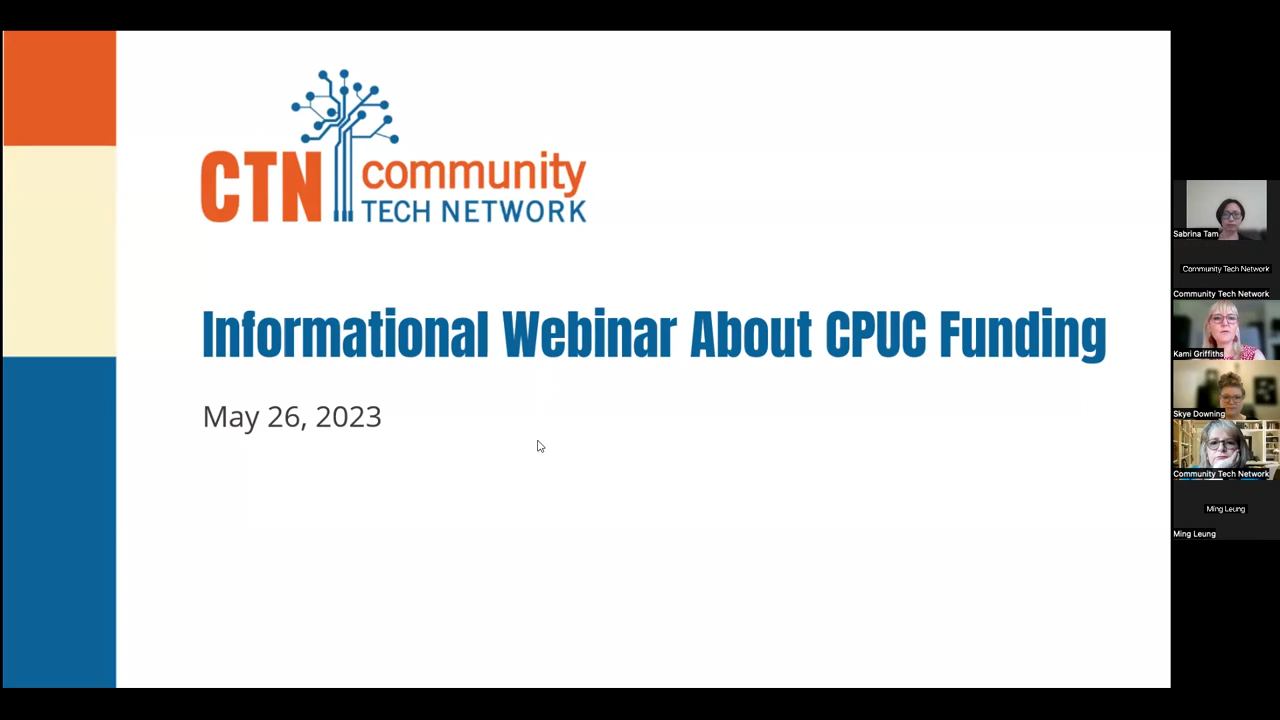 CTN community
TECH NETWORK
Informational Webinar About CPUC Funding
May 26, 2023
Sabrina Tam
Community Tech Network
Community Tech Network
Kami Griffiths
Skye Downing
Community Tech Network
Ming Leung
Ming Leung